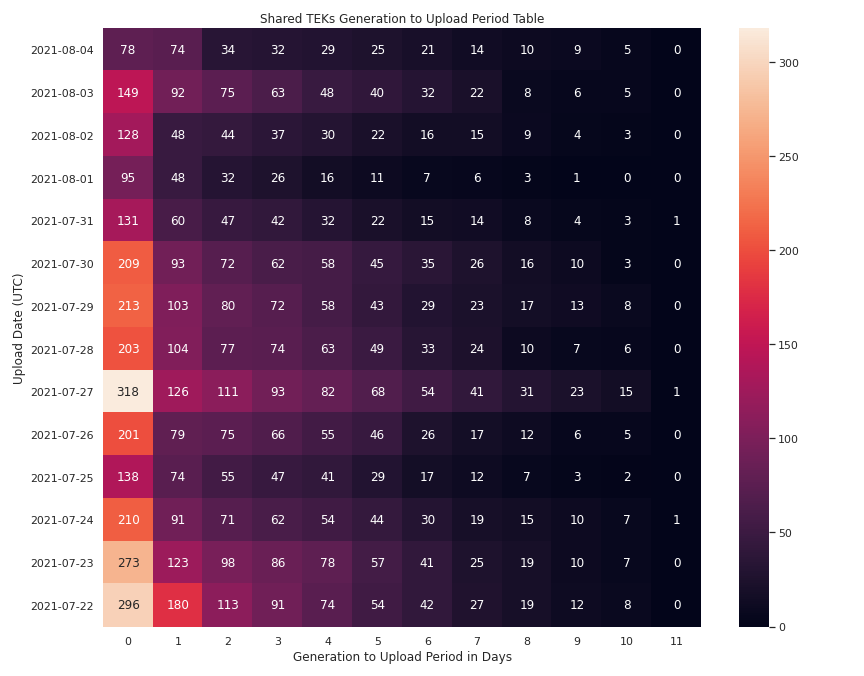 Shared TEKs Generation to Upload Period Table
Upload Date (UTC)
2021-08-04 78 74 34 32 29 25 21 14 10 9 5 0
2021-08-03 149 92 75 63 48 40 32 22 8 6 5 0
2021-08-02 128 48 44 37 30 22 16 15 9 4 3 0
2021-08-01 95 48 32 26 16 11 7 6 3 1 0 0
2021-07-31 131 60 47 42 32 22 15 14 8 4 3 1
2021-07-30 209 93 72 62 58 45 35 26 16 10 3 0
2021-07-29 213 103 80 72 58 43 29 23 17 13 8 0
2021-07-28 203 104 77 74 63 49 33 24 10 7 6 0
2021-07-27 318 126 111 93 82 68 54 41 31 23 15 1
2021-07-26 201 79 75 66 55 46 26 17 12 6 5 0
2021-07-25 138 74 55 47 41 29 17 12 7 3 2 0
2021-07-24 210 91 71 62 54 44 30 19 15 10 7 1
2021-07-23 273 123 98 86 78 57 41 25 19 10 7 0
2021-07-22 296 180 113 91 74 54 42 27 19 12 8 0
0 1 2 3 4 5 6 7 8 9 10 11
Generation to Upload Period in Days
300
250
200
150
100
50
0